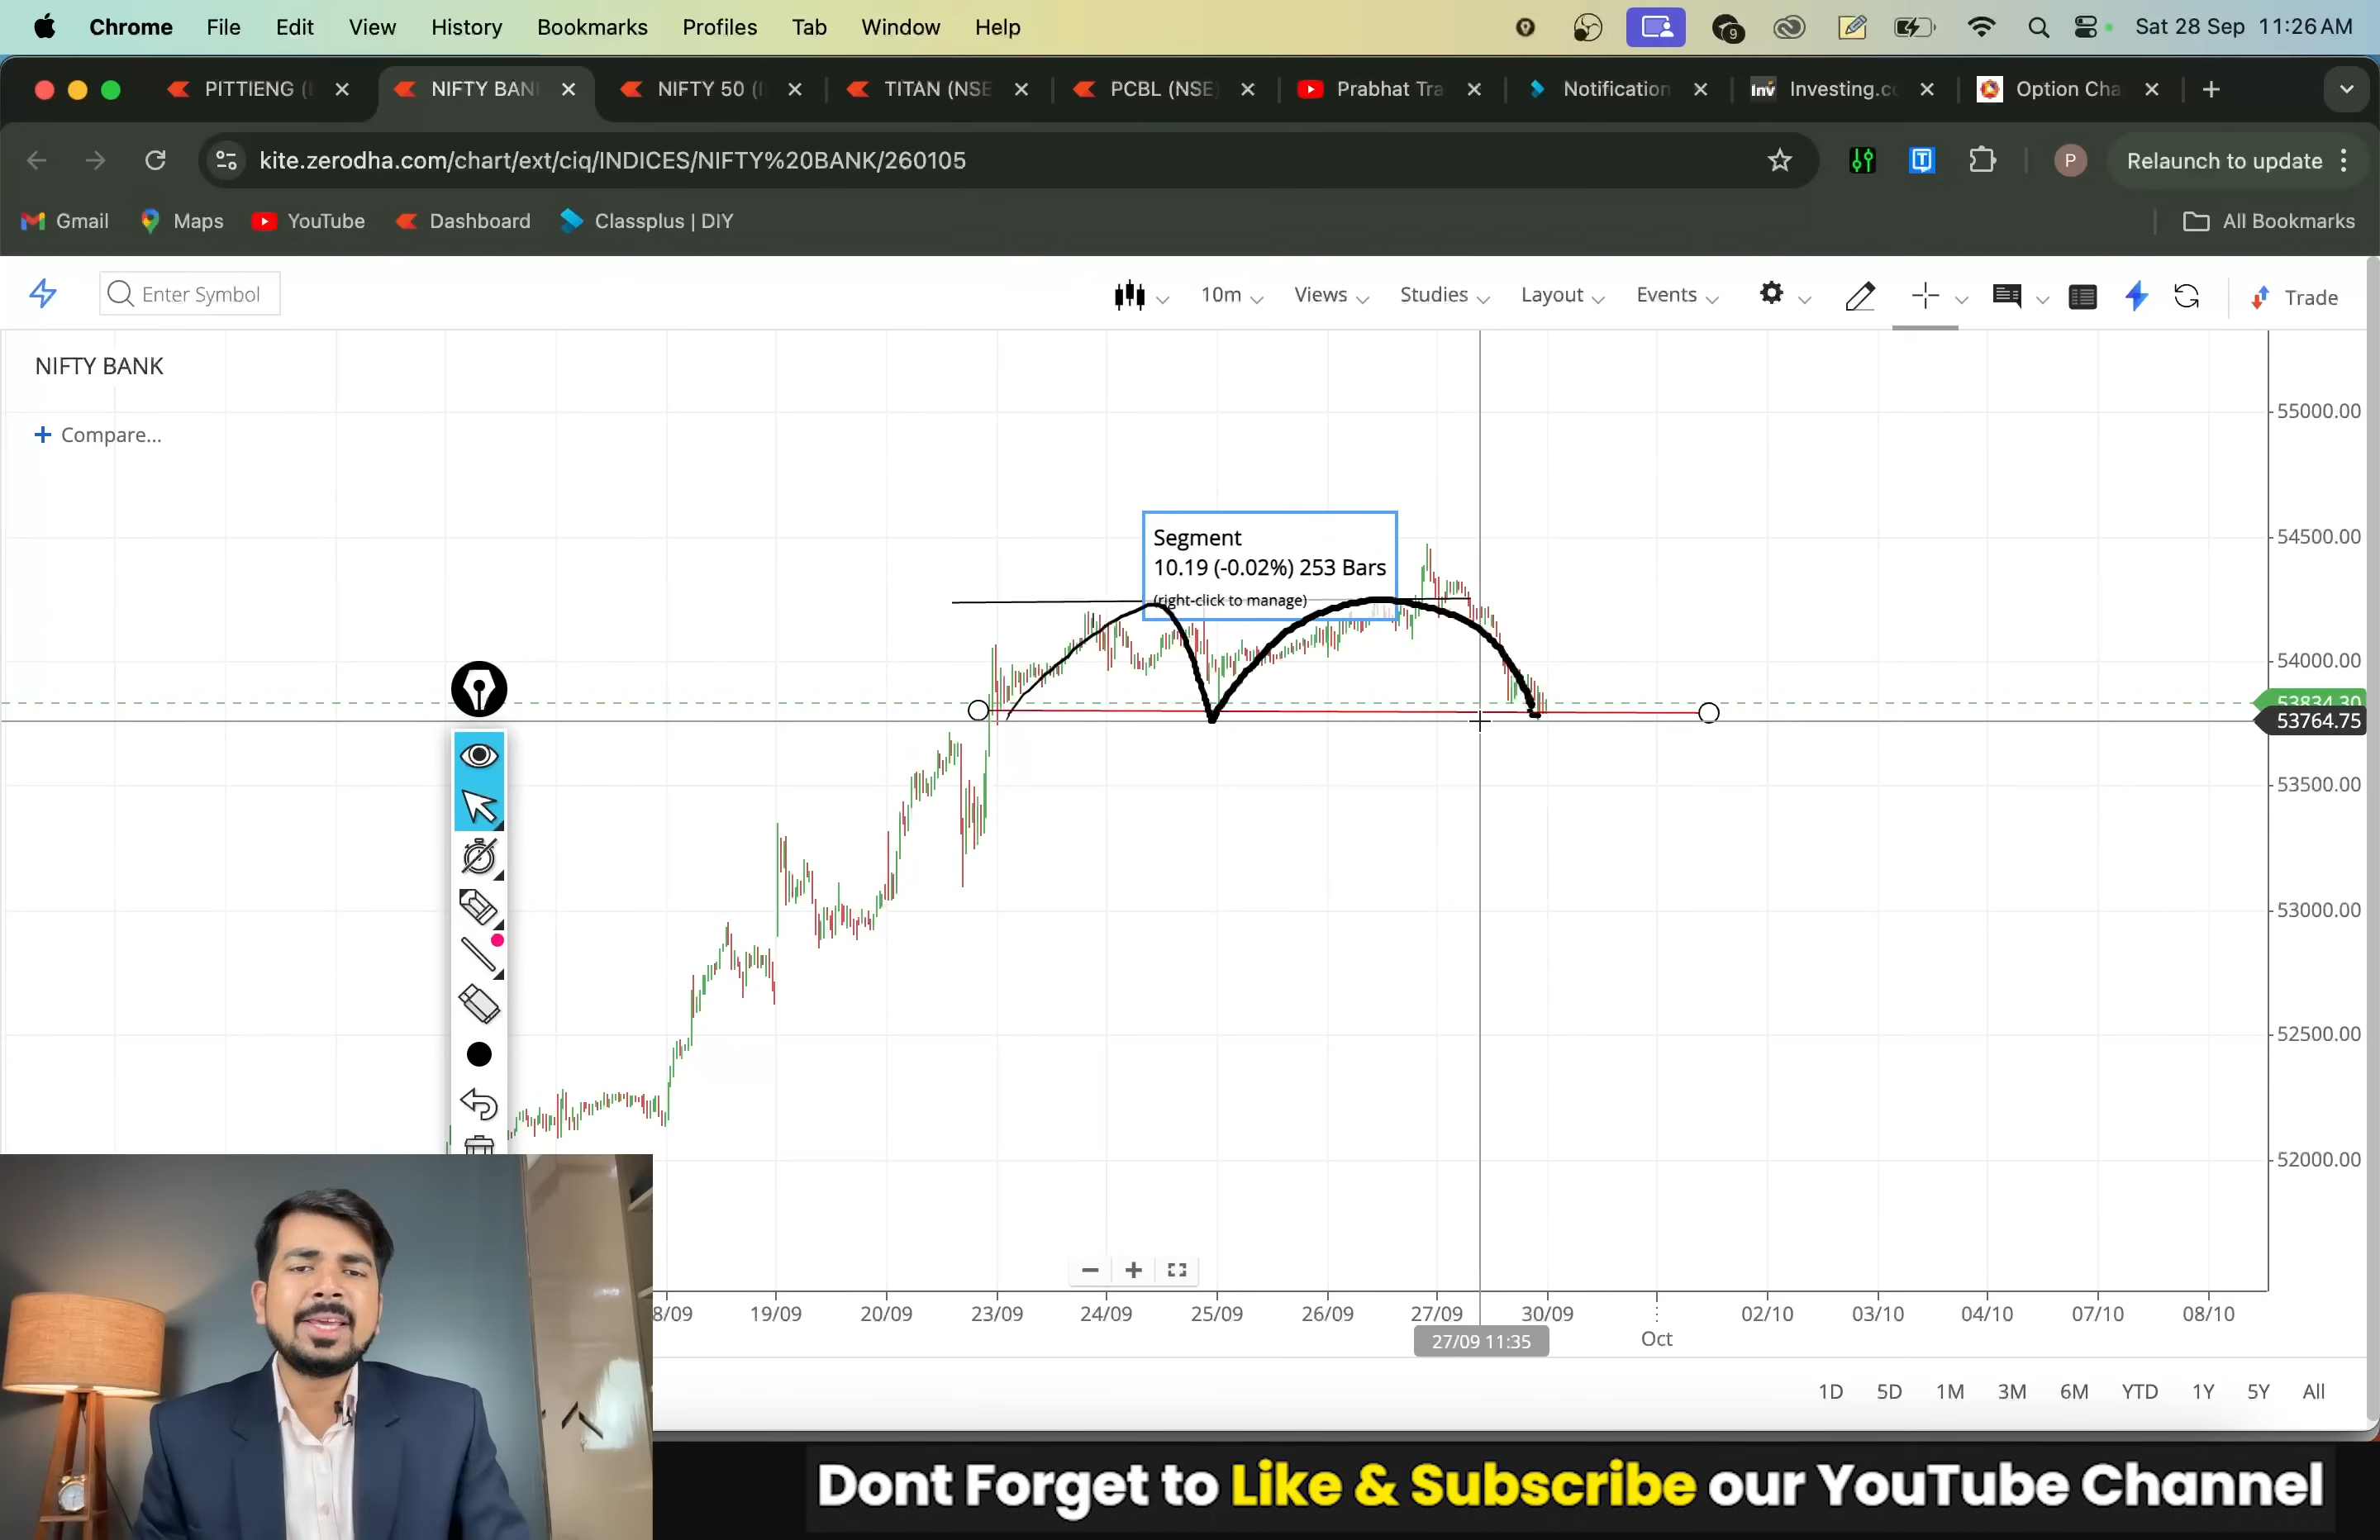 Chrome File Edit View History Bookmarks Profiles Tab Window Help 9 Sat 28 Sep 11:26 AM
PITTIENG ( NIFTY BAN NIFTY 50 ( TITAN (NSE PCBL (NSE) Prabhat Tra Notification Inv Investing.co Option Cha
kite.zerodha.com/chart/ext/ciq/INDICES/NIFTY%20BANK/260105 P Relaunch to update
Gmail Maps YouTube Dashboard Classplus | DIY All Bookmarks
Enter Symbol 10m Views Studies Layout Events Trade
NIFTY BANK
+ Compare...
55000.00
54500.00
Segment
10.19 (-0.02%) 253 Bars
(right-click to manage)
54000.00
53834.30
53764.75
53500.00
53000.00
52500.00
52000.00
8/09 19/09 20/09 23/09 24/09 25/09 26/09 27/09 30/09 02/10 03/10 04/10 07/10 08/10
27/09 11:35 Oct
1D 5D 1M 3M 6M YTD 1Y 5Y All
Dont Forget to Like & Subscribe our YouTube Channel